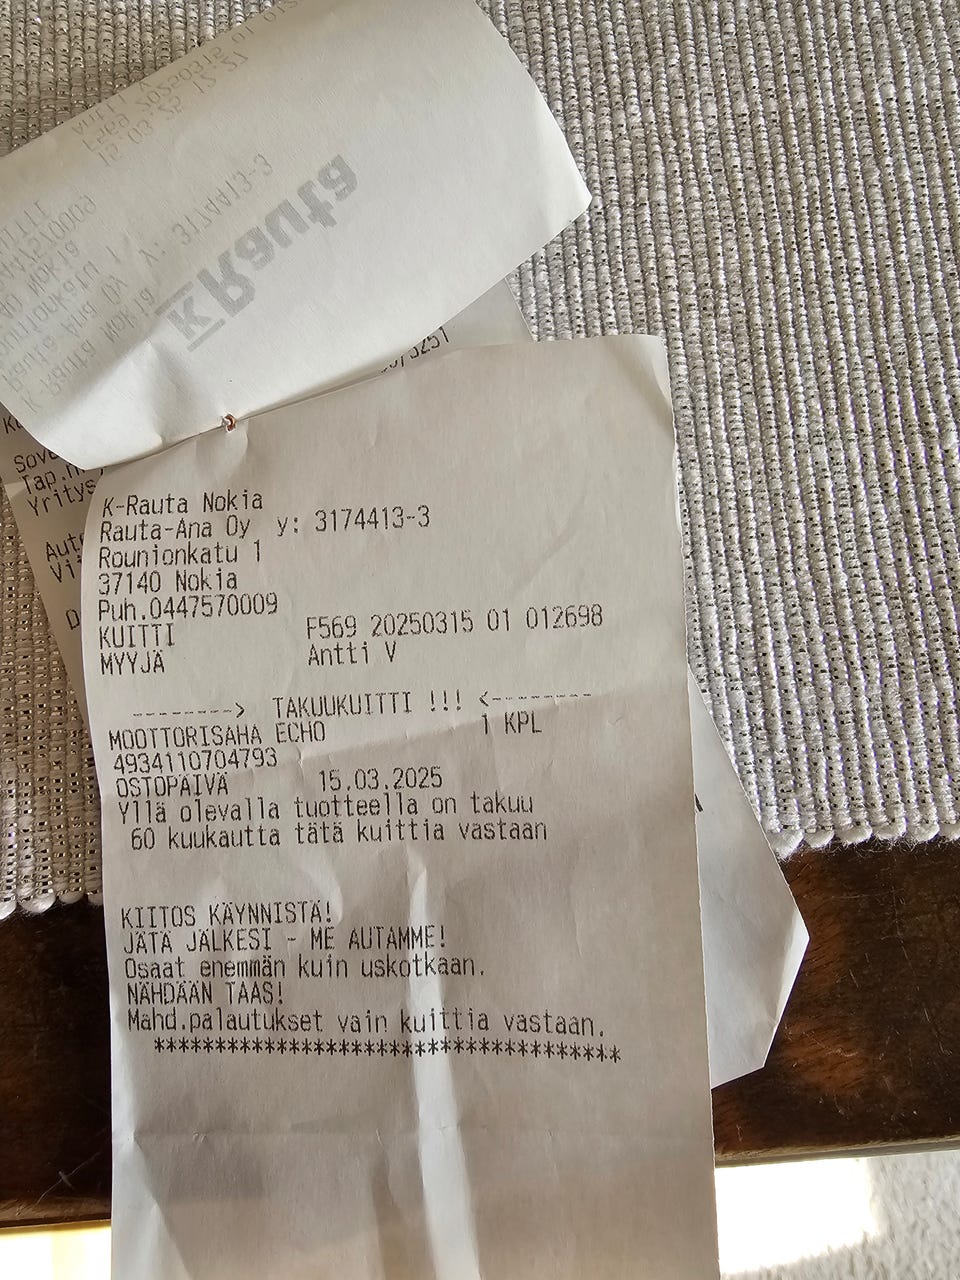 K-Rauta
K-Rauta Nokia
Rauta-Ana Oy y: 3174413-3
Rounionkatu 1
37140 Nokia
Puh.0447570009
KUITTI F569 20250315 01 012698
MYYJÄ Antti V
-------> TAKUUKUITTI !!! <-------
MOOTTORISAHA ECHO 1 KPL
4934110704793
OSTOPÄIVÄ 15.03.2025
Yllä olevalla tuotteella on takuu
60 kuukautta tätä kuittia vastaan
KIITOS KÄYNNISTÄ!
JÄTÄ JÄLKESI - ME AUTAMME!
Osaat enemmän kuin uskotkaan.
NÄHDÄÄN TAAS!
Mahd.palautukset vain kuittia vastaan.
**************************************